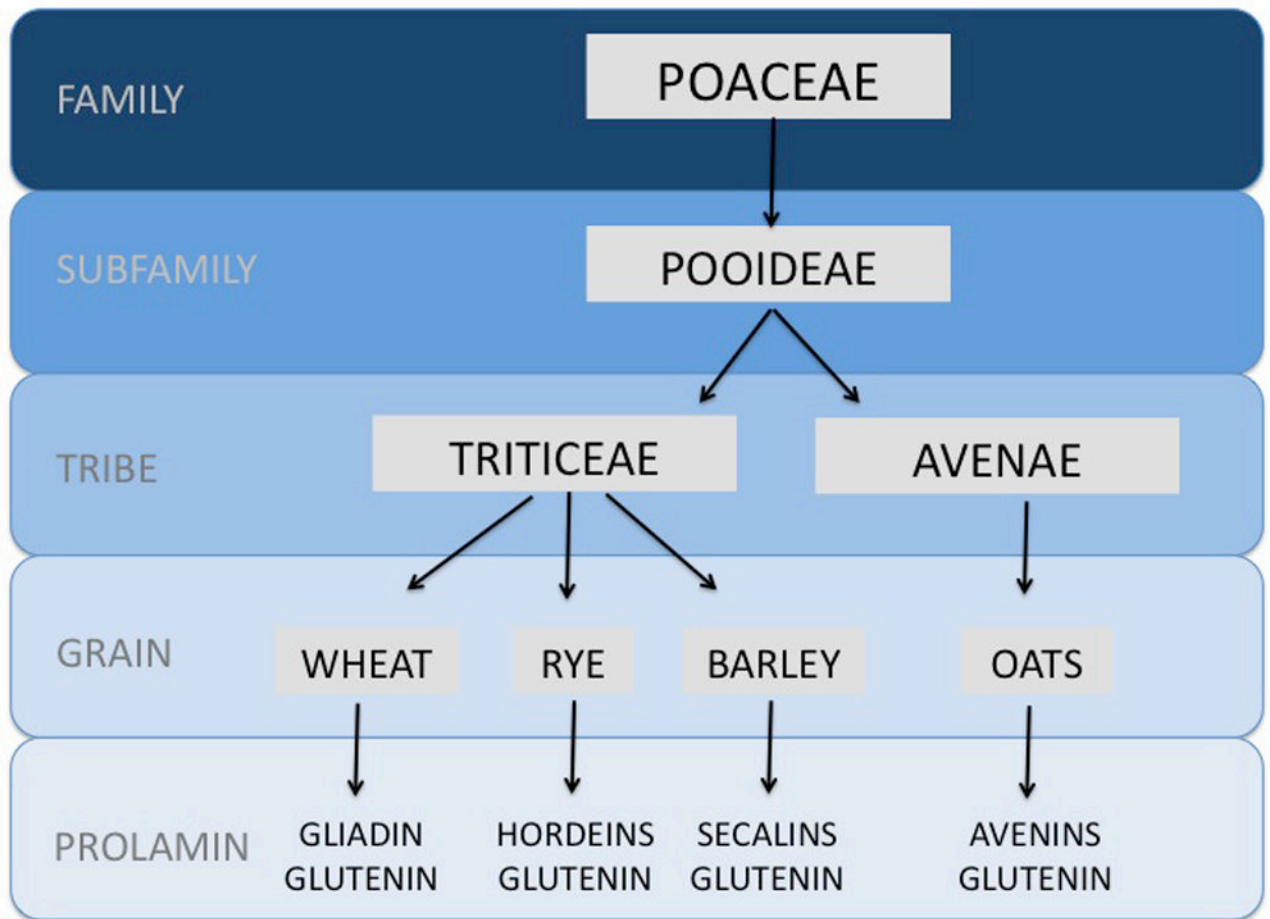 FAMILY
POACEAE
SUBFAMILY
POOIDEAE
TRIBE
TRITICEAE
AVENAE
GRAIN
WHEAT
RYE
BARLEY
OATS
PROLAMIN
GLIADIN
GLUTENIN
HORDEINS
GLUTENIN
SECALINS
GLUTENIN
AVENINS
GLUTENIN